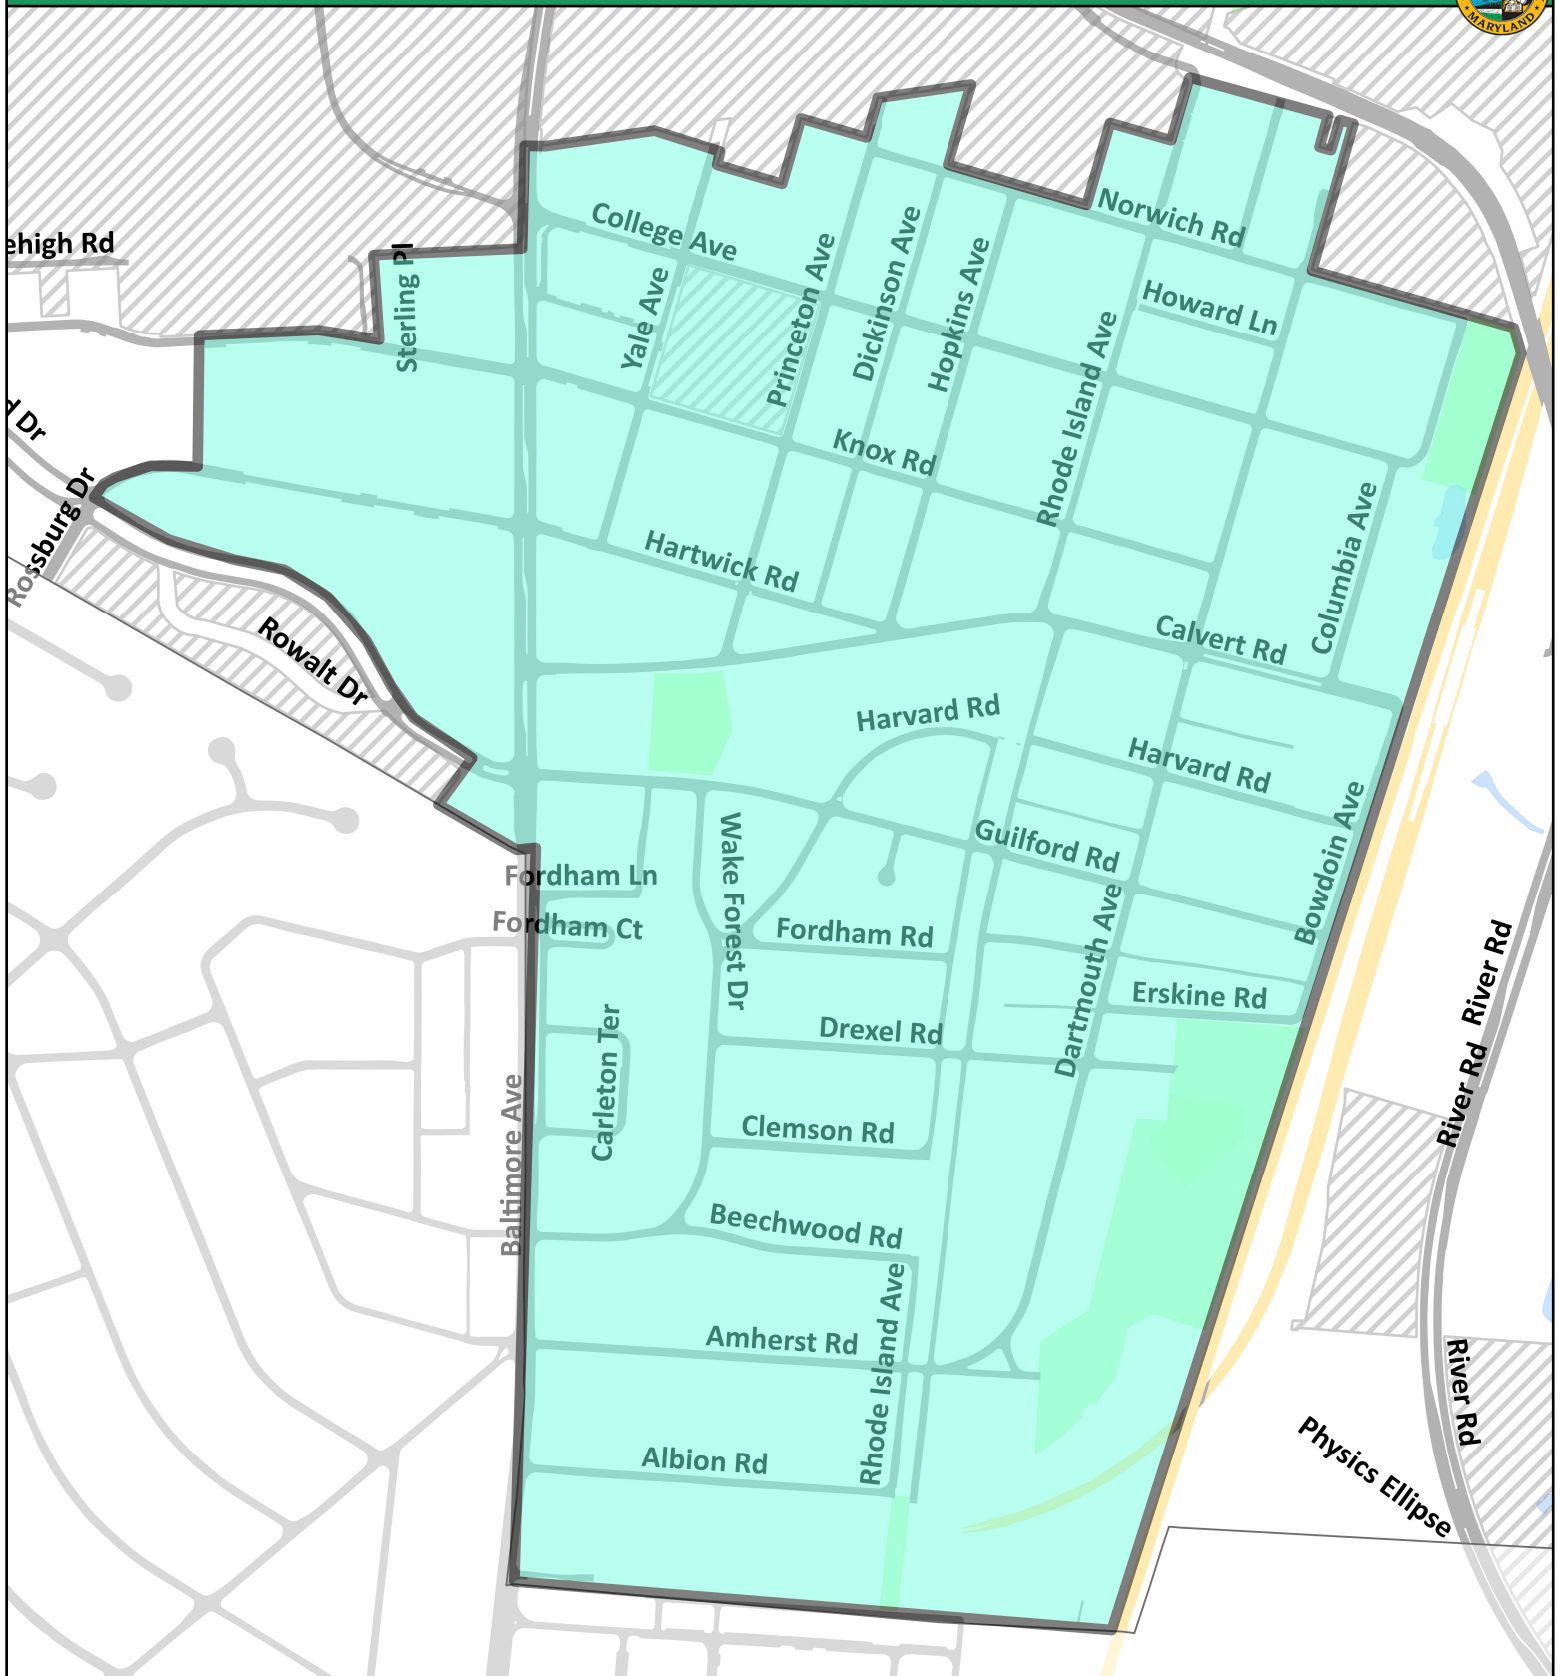 MARYLAND
ehigh Rd
Sterling Pl
College Ave
Yale Ave
Princeton Ave
Dickinson Ave
Hopkins Ave
Norwich Rd
Howard Ln
Rhode Island Ave
d Dr
Rossburg Dr
Knox Rd
Hartwick Rd
Columbia Ave
Calvert Rd
Rowalt Dr
Harvard Rd
Harvard Rd
Guilford Rd
Bowdoin Ave
Wake Forest Dr
Fordham Ln
Fordham Ct
Fordham Rd
Dartmouth Ave
Erskine Rd
River Rd
River Rd
Drexel Rd
Carleton Ter
Clemson Rd
Baltimore Ave
Beechwood Rd
Amherst Rd
Rhode Island Ave
River Rd
Albion Rd
Physics Ellipse